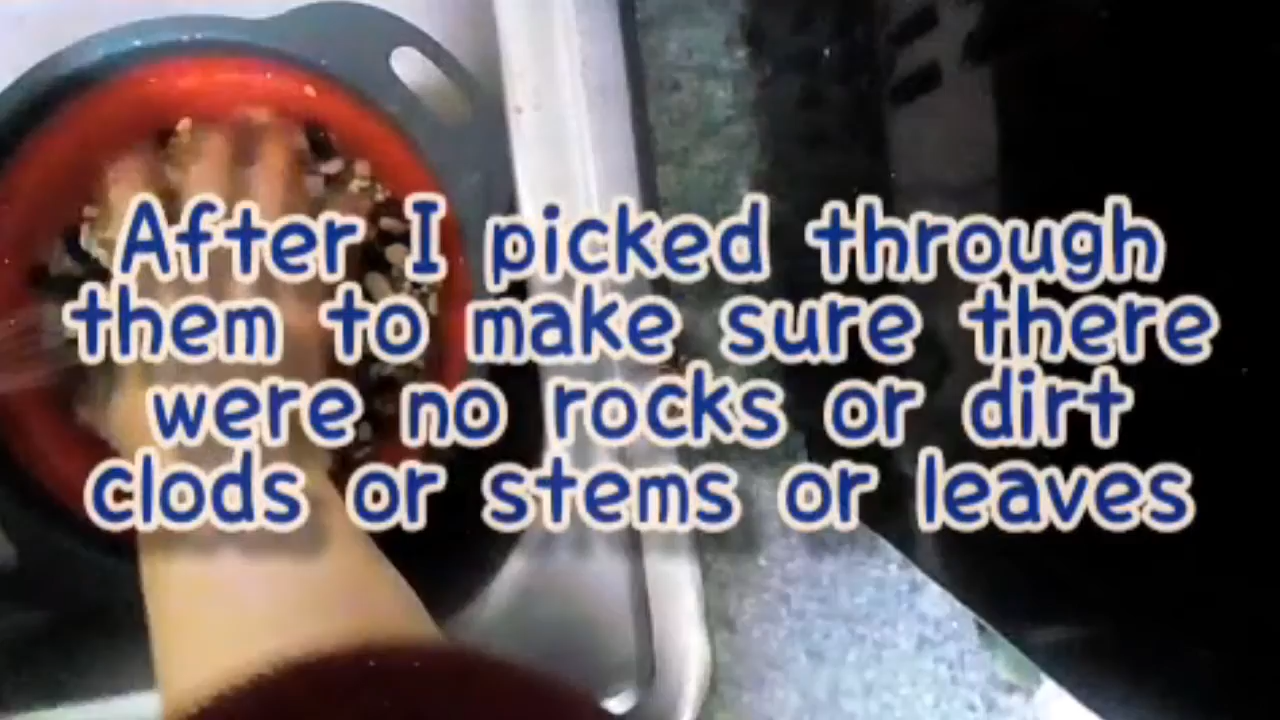 After I picked through
them to make sure there
were no rocks or dirt
clods or stems or leaves